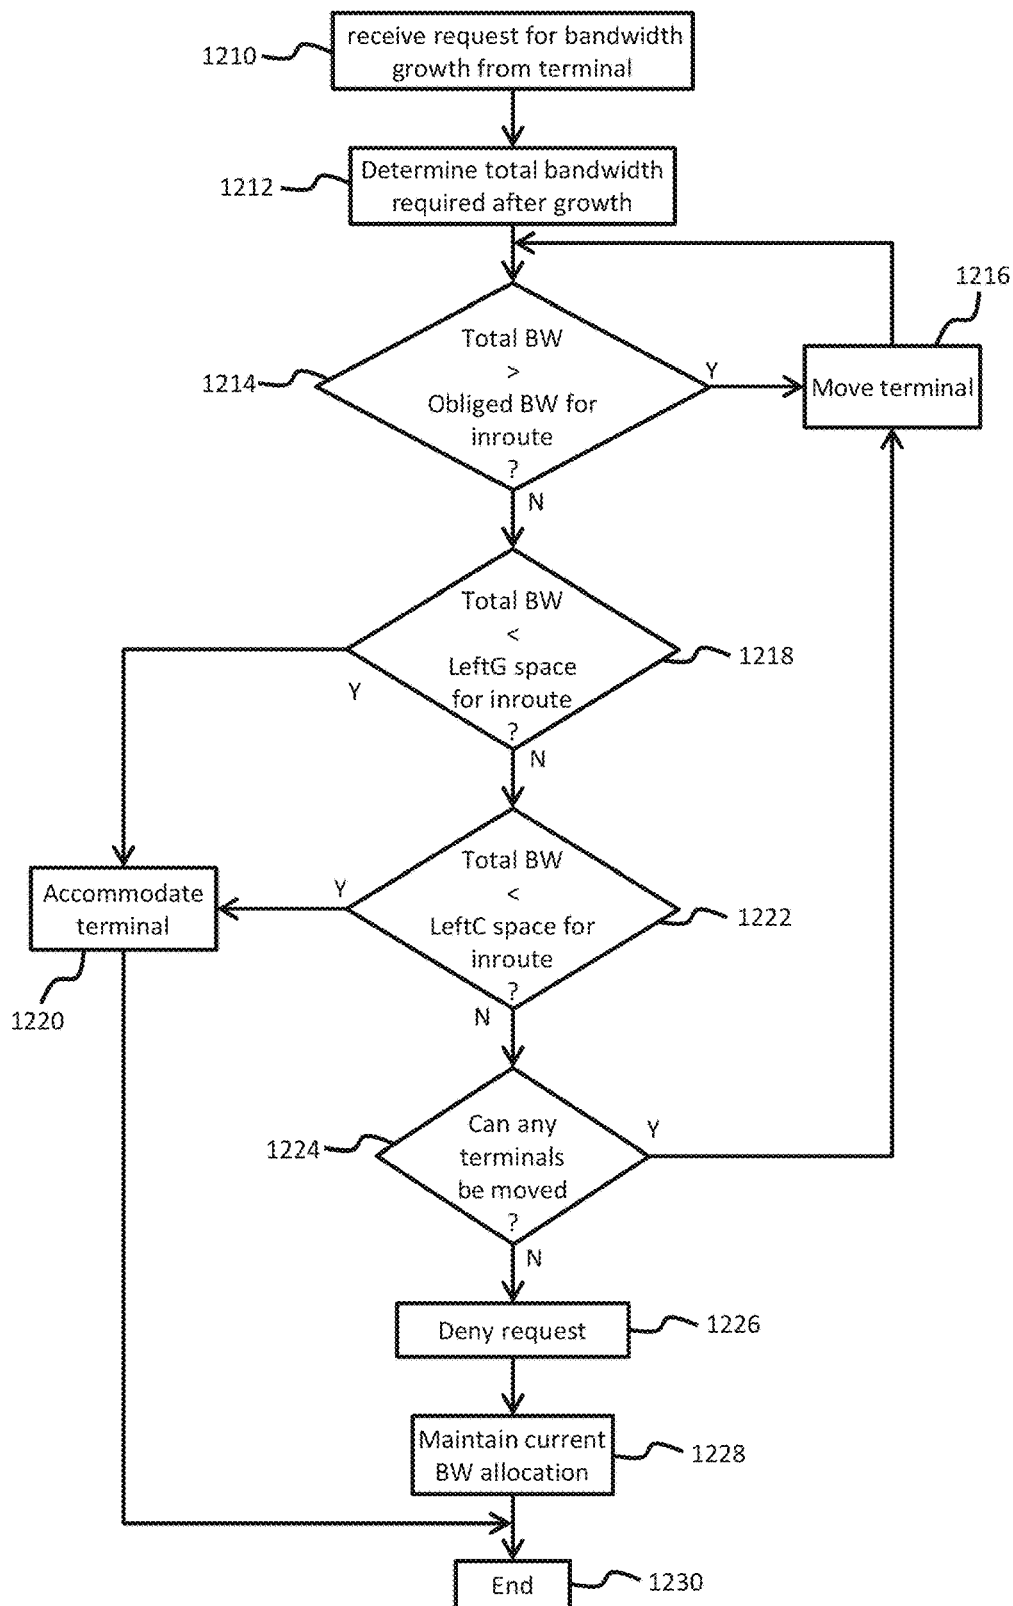 receive request for bandwidth
growth from terminal
1210
Determine total bandwidth
required after growth
1212
1216
Total BW
>
Obliged BW for
inroute
?
1214
Y
Move terminal
N
Total BW
<
LeftG space
for inroute
?
1218
Y
N
Total BW
<
LeftC space for
inroute
?
Y
1222
Accommodate
terminal
1220
N
Can any
terminals
be moved
?
1224
Y
N
Deny request
1226
Maintain current
BW allocation
1228
End
1230